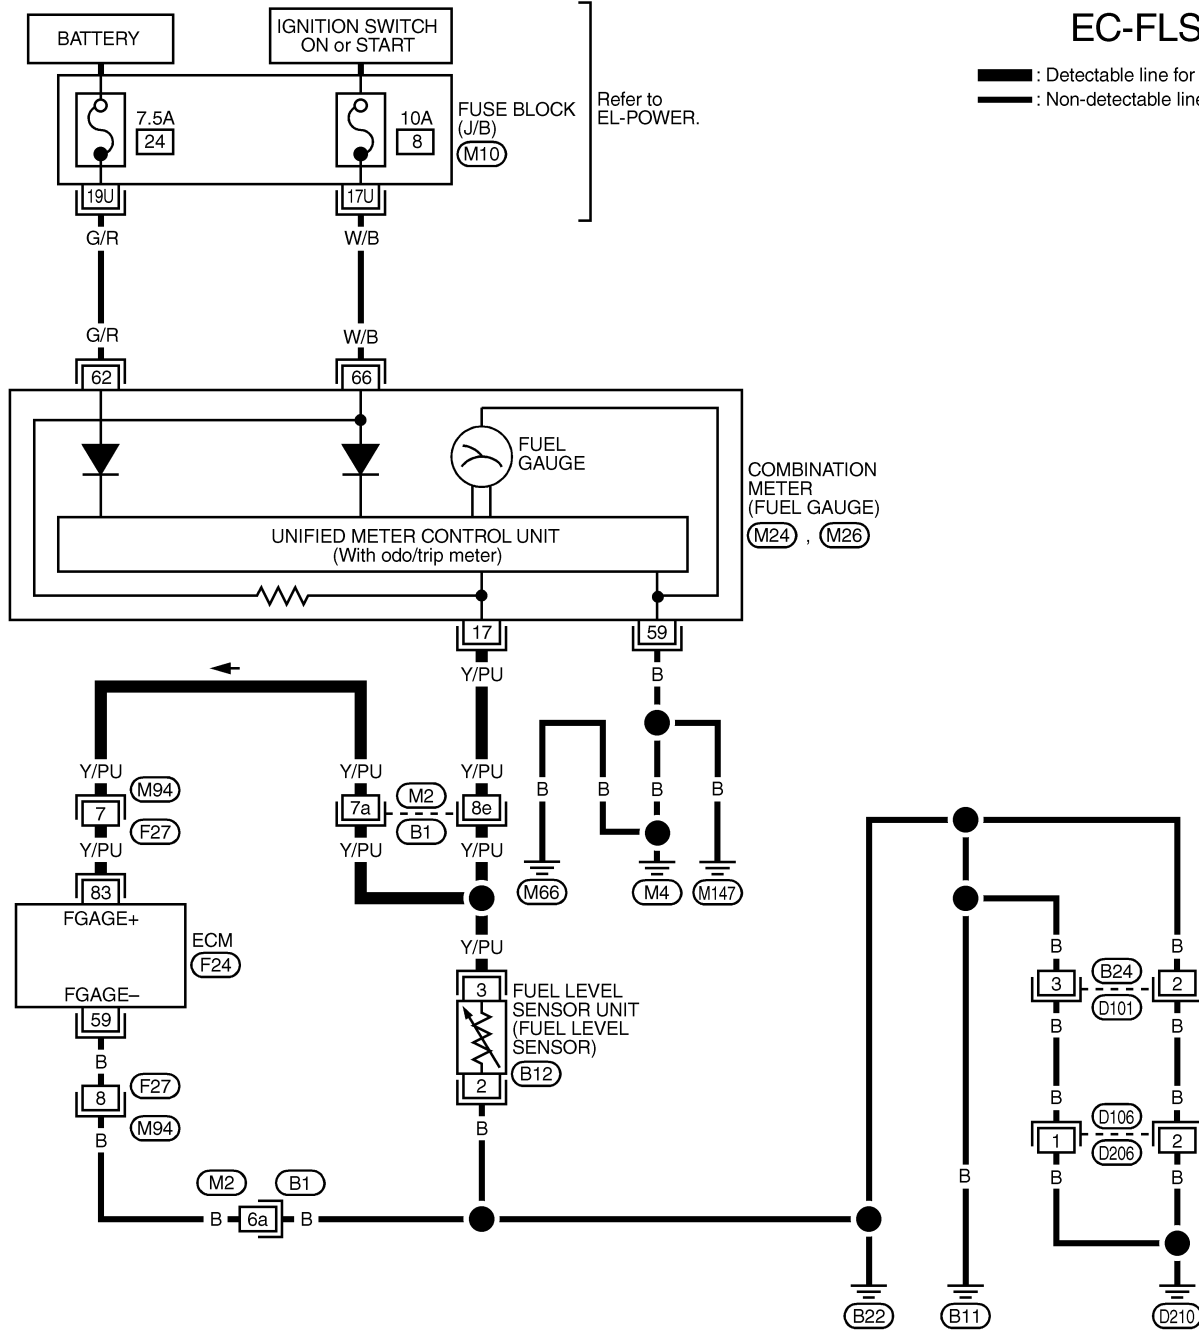 EC-FLS
BATTERY
IGNITION SWITCH
ON or START
: Detectable line for
: Non-detectable line
7.5A
24
10A
8
FUSE BLOCK
(J/B)
M10
Refer to
EL-POWER.
19U
17U
G/R
W/B
G/R
W/B
62
66
FUEL
GAUGE
COMBINATION
METER
(FUEL GAUGE)
M24 , M26
UNIFIED METER CONTROL UNIT
(With odo/trip meter)
17
59
Y/PU
B
Y/PU
Y/PU
Y/PU
B
B
B
B
M94
7
F27
7a
M2
B1
8e
Y/PU
Y/PU
Y/PU
M66
M4
M147
83
FGAGE+
ECM
F24
FGAGE–
59
Y/PU
3
FUEL LEVEL
SENSOR UNIT
(FUEL LEVEL
SENSOR)
B12
2
B
B
B
B
3
B24
D101
2
B
B
8
F27
M94
B
B
B
1
D106
D206
2
B
B
B
M2
B1
B
6a
B
B22
B11
D210